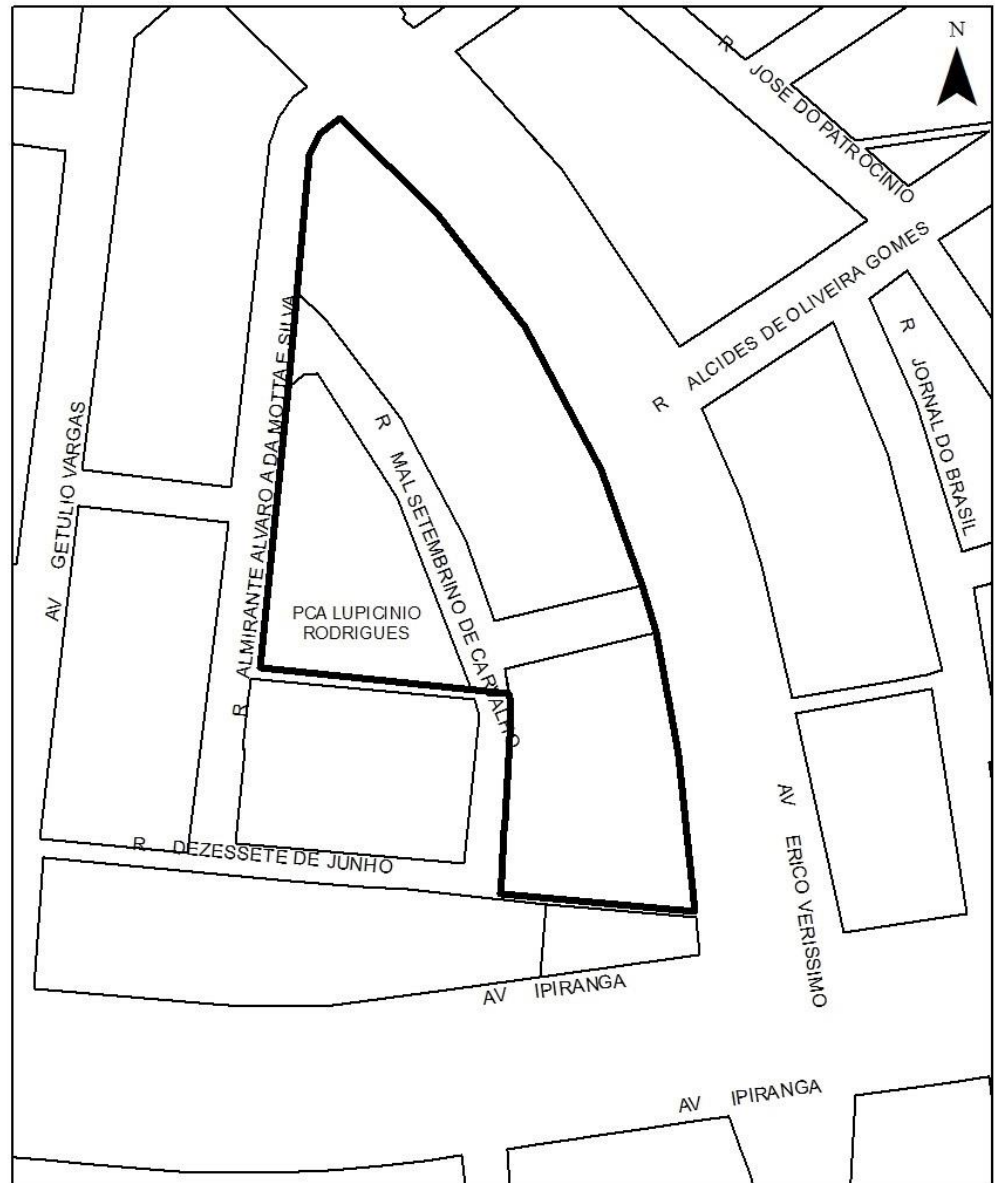 N
R JOSE DO PATROCINIO
R ALCIDES DE OLIVEIRA GOMES
R JORNAL DO BRASIL
AV GETULIO VARGAS
R ALMIRANTE ALVARO A DA MOTTA E SILVA
R MAL SETEMBRINO DE CARVALHO
PCA LUPICINIO
RODRIGUES
R DEZESSETE DE JUNHO
AV ERICO VERISSIMO
AV IPIRANGA
AV IPIRANGA